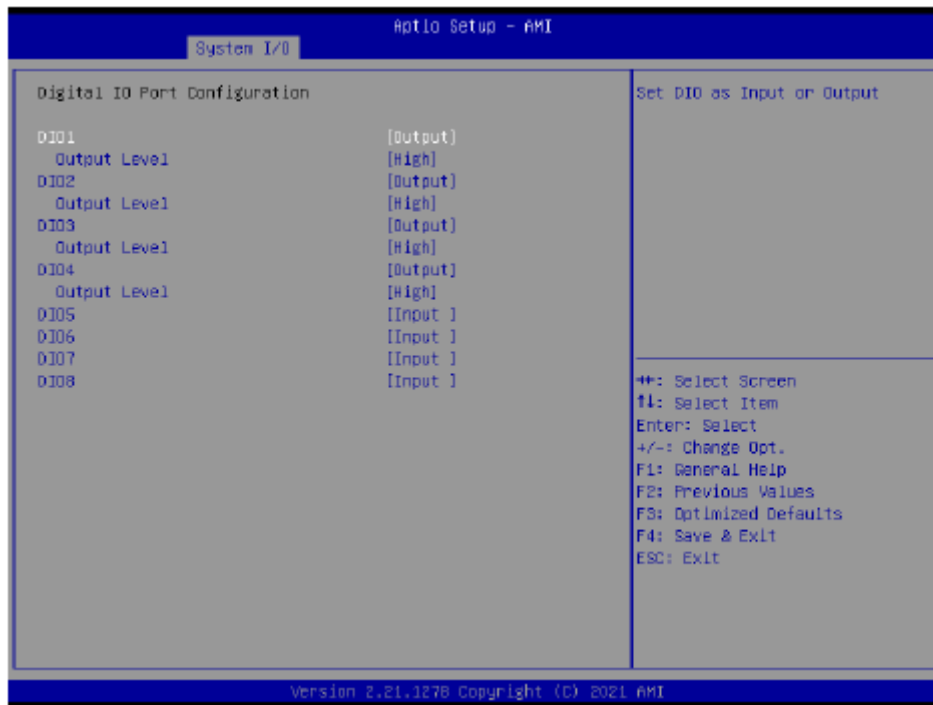 Aptio Setup - AMI
System I/O
Digital IO Port Configuration
DIO1 [Output]
Output Level [High]
DIO2 [Output]
Output Level [High]
DIO3 [Output]
Output Level [High]
DIO4 [Output]
Output Level [High]
DIO5 [Input ]
DIO6 [Input ]
DIO7 [Input ]
DIO8 [Input ]
Set DIO as Input or Output
→←: Select Screen
↑↓: Select Item
Enter: Select
+/-: Change Opt.
F1: General Help
F2: Previous Values
F3: Optimized Defaults
F4: Save & Exit
ESC: Exit
Version 2.21.1278 Copyright (C) 2021 AMI